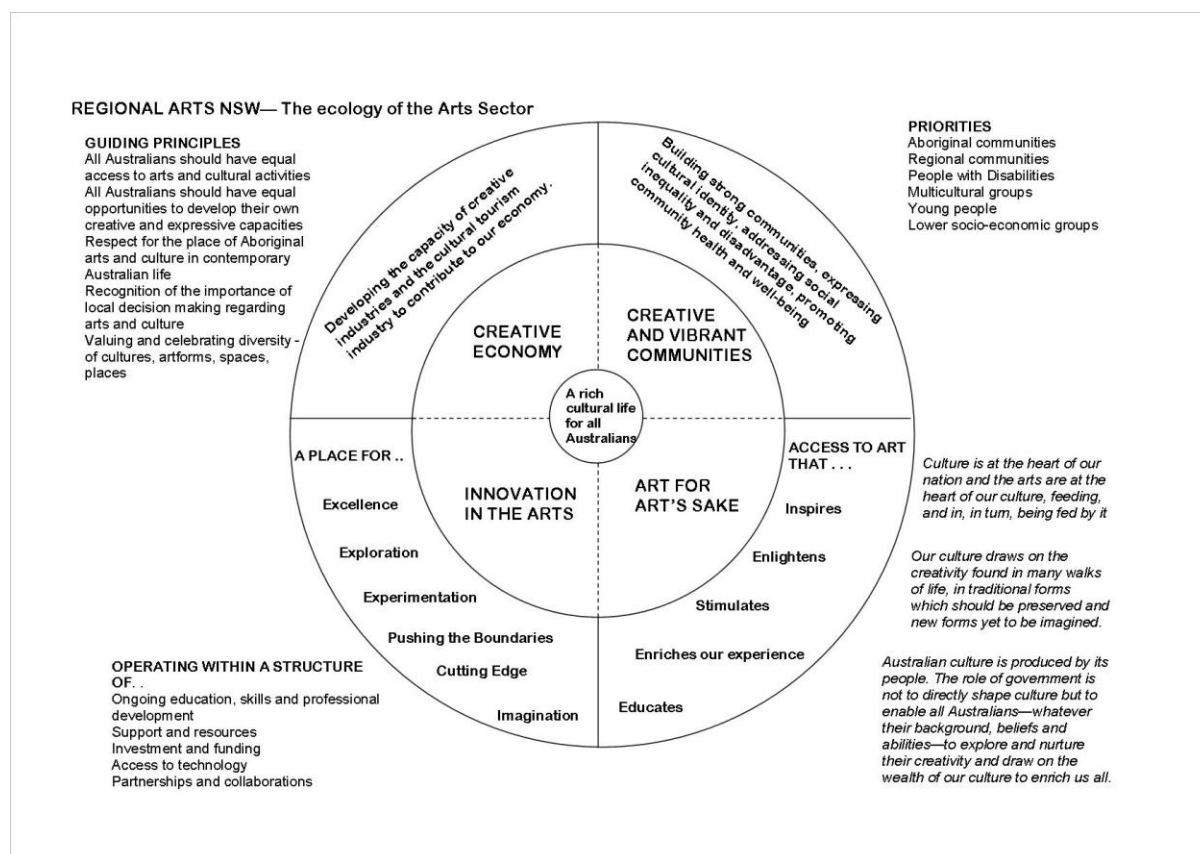 REGIONAL ARTS NSW— The ecology of the Arts Sector
GUIDING PRINCIPLES
All Australians should have equal
access to arts and cultural activities
All Australians should have equal
opportunities to develop their own
creative and expressive capacities
Respect for the place of Aboriginal
arts and culture in contemporary
Australian life
Recognition of the importance of
local decision making regarding
arts and culture
Valuing and celebrating diversity -
of cultures, artforms, spaces,
places
Developing the capacity of creative
industries and the cultural tourism
industry to contribute to our economy.
Building strong communities, expressing
cultural identity, addressing social
inequality and disadvantage, promoting
community health and well-being
PRIORITIES
Aboriginal communities
Regional communities
People with Disabilities
Multicultural groups
Young people
Lower socio-economic groups
CREATIVE
ECONOMY
CREATIVE
AND VIBRANT
COMMUNITIES
A rich
cultural life
for all
Australians
INNOVATION
IN THE ARTS
ART FOR
ART'S SAKE
A PLACE FOR ..
Excellence
Exploration
Experimentation
Pushing the Boundaries
Cutting Edge
Imagination
ACCESS TO ART
THAT . . .
Inspires
Enlightens
Stimulates
Enriches our experience
Educates
OPERATING WITHIN A STRUCTURE
OF. .
Ongoing education, skills and professional
development
Support and resources
Investment and funding
Access to technology
Partnerships and collaborations
Culture is at the heart of our
nation and the arts are at the
heart of our culture, feeding,
and in, in turn, being fed by it
Our culture draws on the
creativity found in many walks
of life, in traditional forms
which should be preserved and
new forms yet to be imagined.
Australian culture is produced by its
people. The role of government is
not to directly shape culture but to
enable all Australians—whatever
their background, beliefs and
abilities—to explore and nurture
their creativity and draw on the
wealth of our culture to enrich us all.